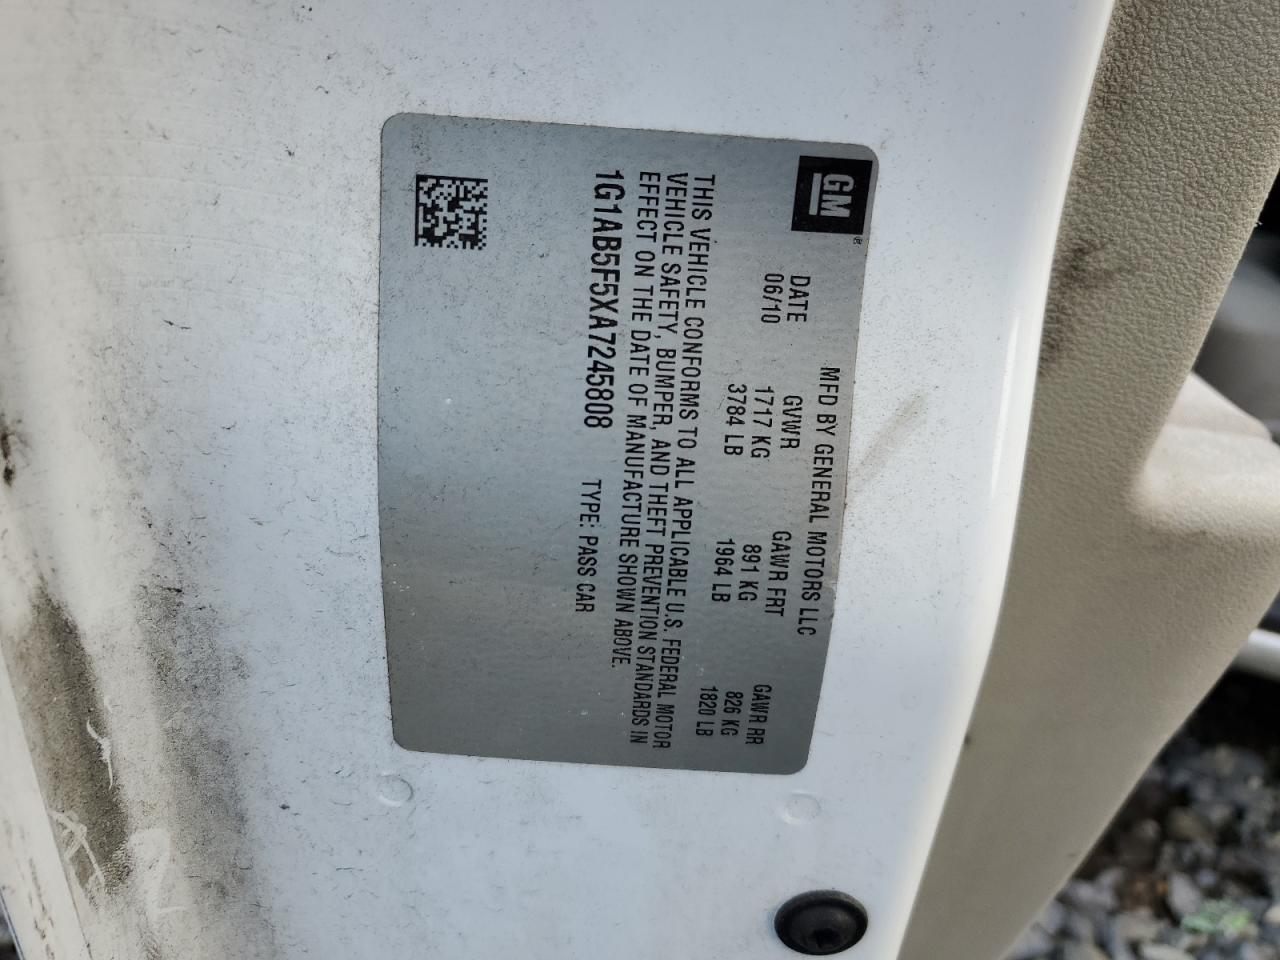 GM
®
MFD BY GENERAL MOTORS LLC
DATE GVWR GAWR FRT GAWR RR
06/10 1717 KG 891 KG 826 KG
3784 LB 1964 LB 1820 LB
THIS VEHICLE CONFORMS TO ALL APPLICABLE U.S. FEDERAL MOTOR
VEHICLE SAFETY, BUMPER, AND THEFT PREVENTION STANDARDS IN
EFFECT ON THE DATE OF MANUFACTURE SHOWN ABOVE.
1G1AB5F5XA7245808 TYPE: PASS CAR